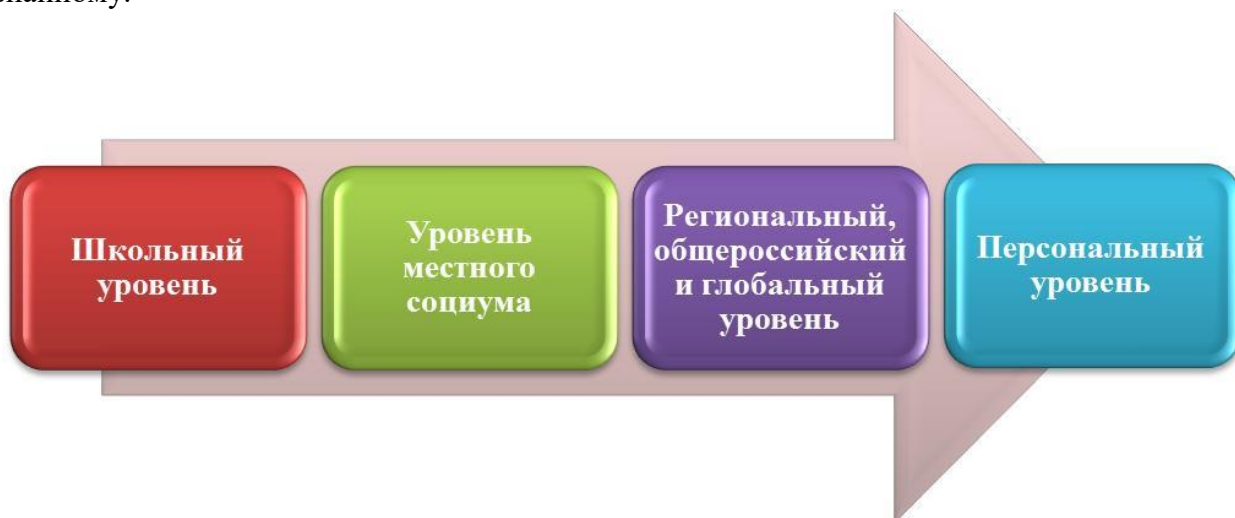 Школьный
уровень
Уровень
местного
социума
Региональный,
общероссийский
и глобальный
уровень
Персональный
уровень